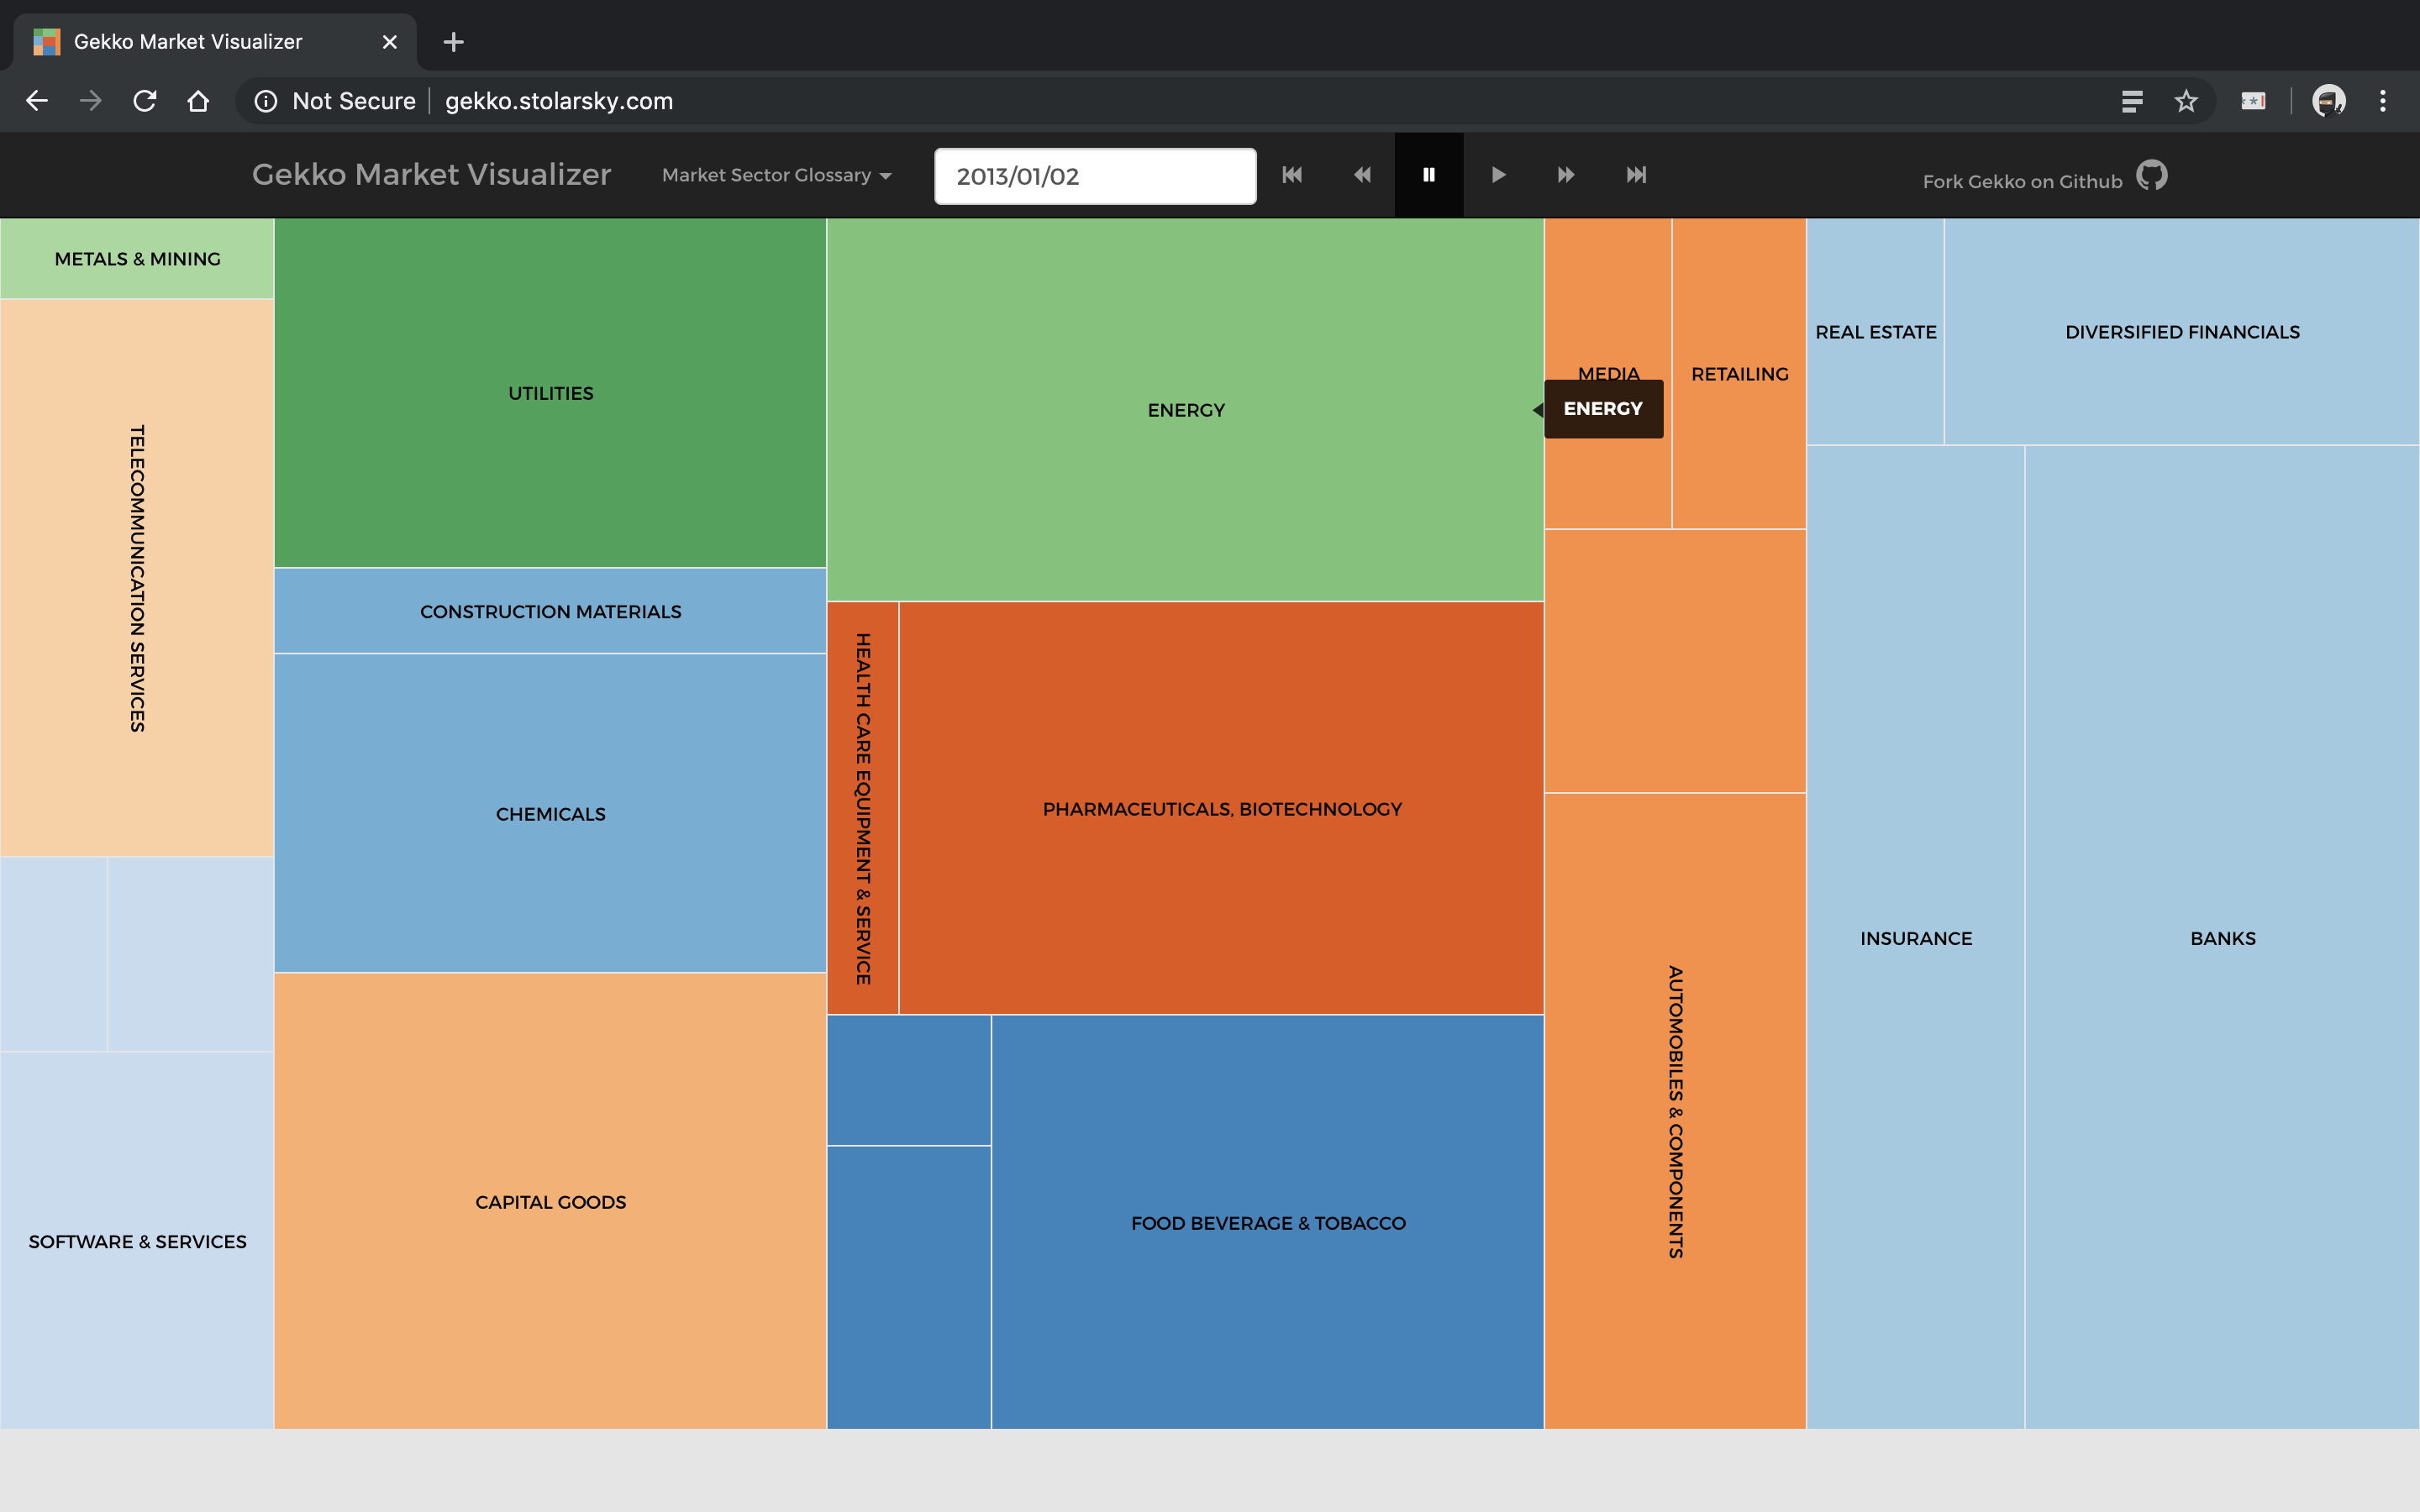 Gekko Market Visualizer
Not Secure
gekko.stolarsky.com
Gekko Market Visualizer
Market Sector Glossary
2013/01/02
Fork Gekko on Github
METALS & MINING
TELECOMMUNICATION SERVICES
SOFTWARE & SERVICES
UTILITIES
CONSTRUCTION MATERIALS
CHEMICALS
CAPITAL GOODS
ENERGY
HEALTH CARE EQUIPMENT & SERVICE
PHARMACEUTICALS, BIOTECHNOLOGY
FOOD BEVERAGE & TOBACCO
MEDIA
RETAILING
ENERGY
AUTOMOBILES & COMPONENTS
REAL ESTATE
DIVERSIFIED FINANCIALS
INSURANCE
BANKS